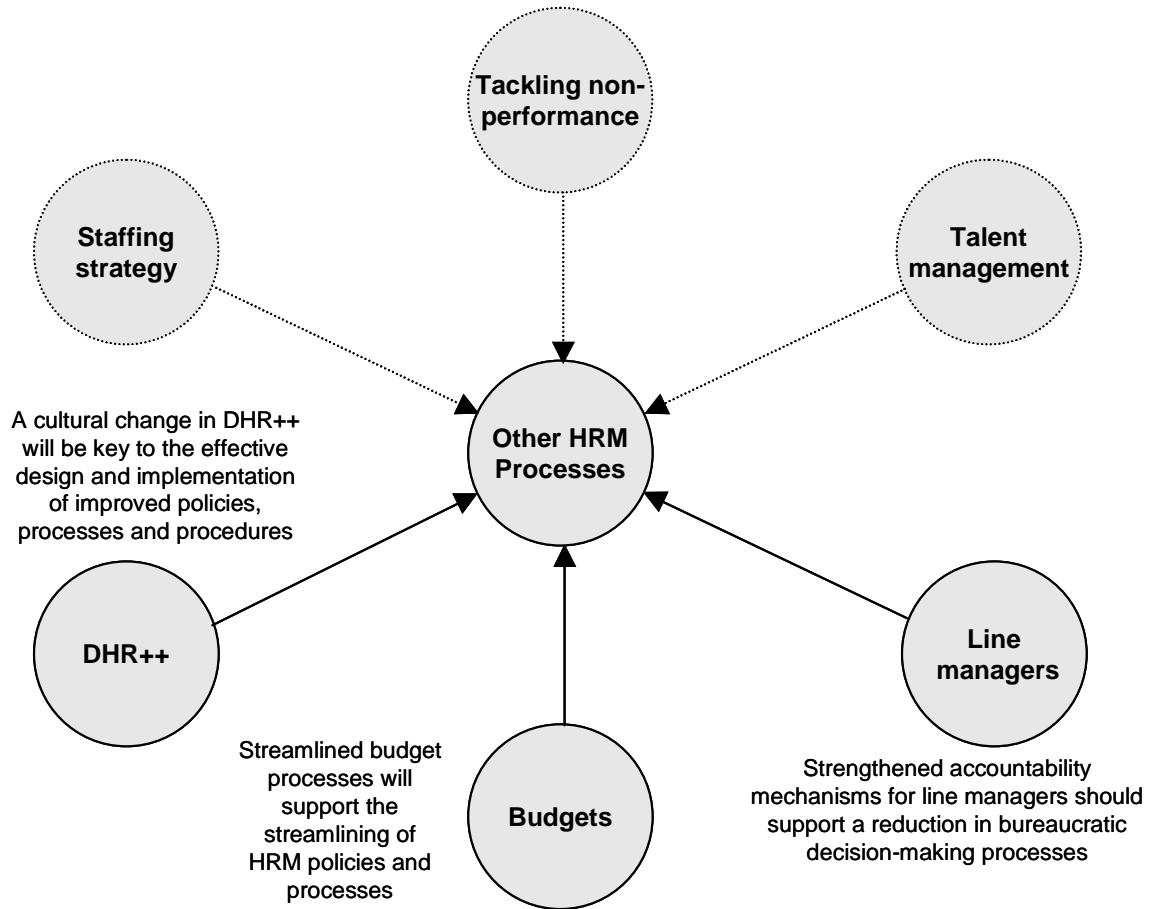 Tackling non-
performance
Staffing
strategy
Talent
management
A cultural change in DHR++
will be key to the effective
design and implementation
of improved policies,
processes and procedures
Other HRM
Processes
DHR++
Line
managers
Streamlined budget
processes will
support the
streamlining of
HRM policies and
processes
Budgets
Strengthened accountability
mechanisms for line managers should
support a reduction in bureaucratic
decision-making processes